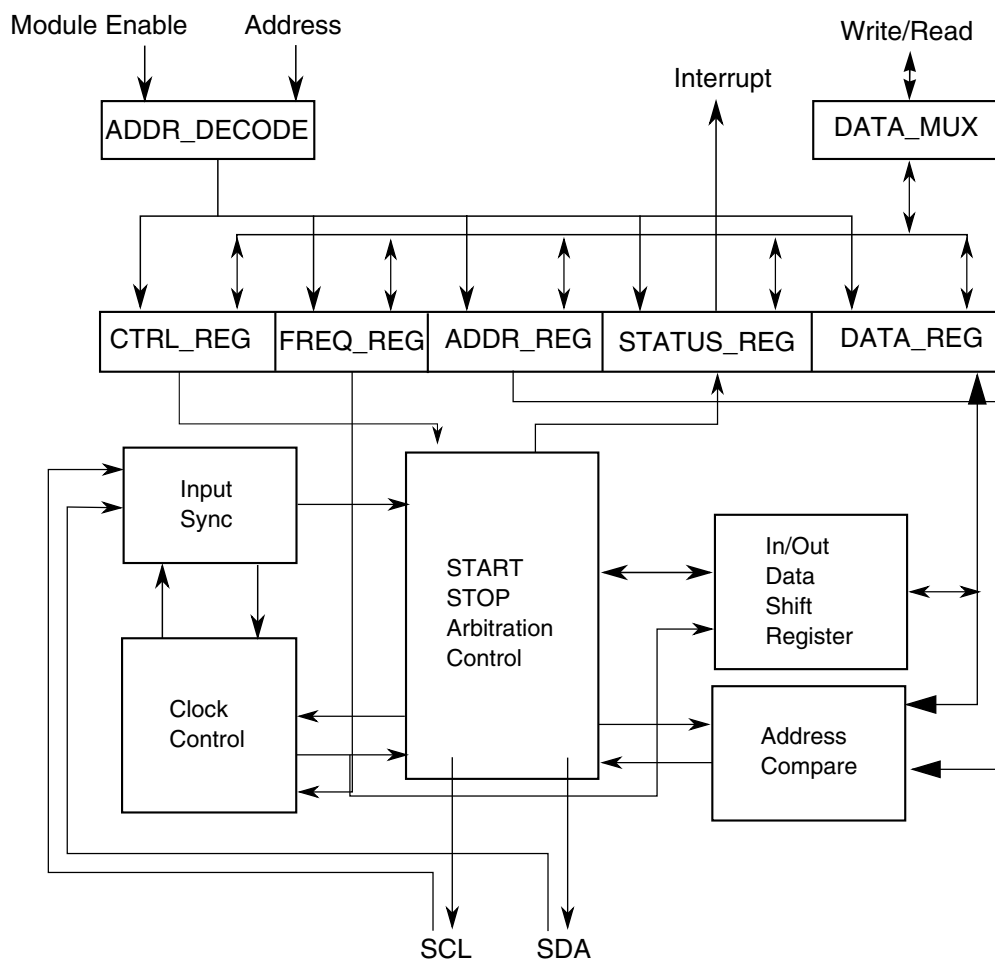 Module Enable
Address
Write/Read
Interrupt
ADDR_DECODE
DATA_MUX
CTRL_REG
FREQ_REG
ADDR_REG
STATUS_REG
DATA_REG
Input
Sync
START
STOP
Arbitration
Control
In/Out
Data
Shift
Register
Clock
Control
Address
Compare
SCL
SDA